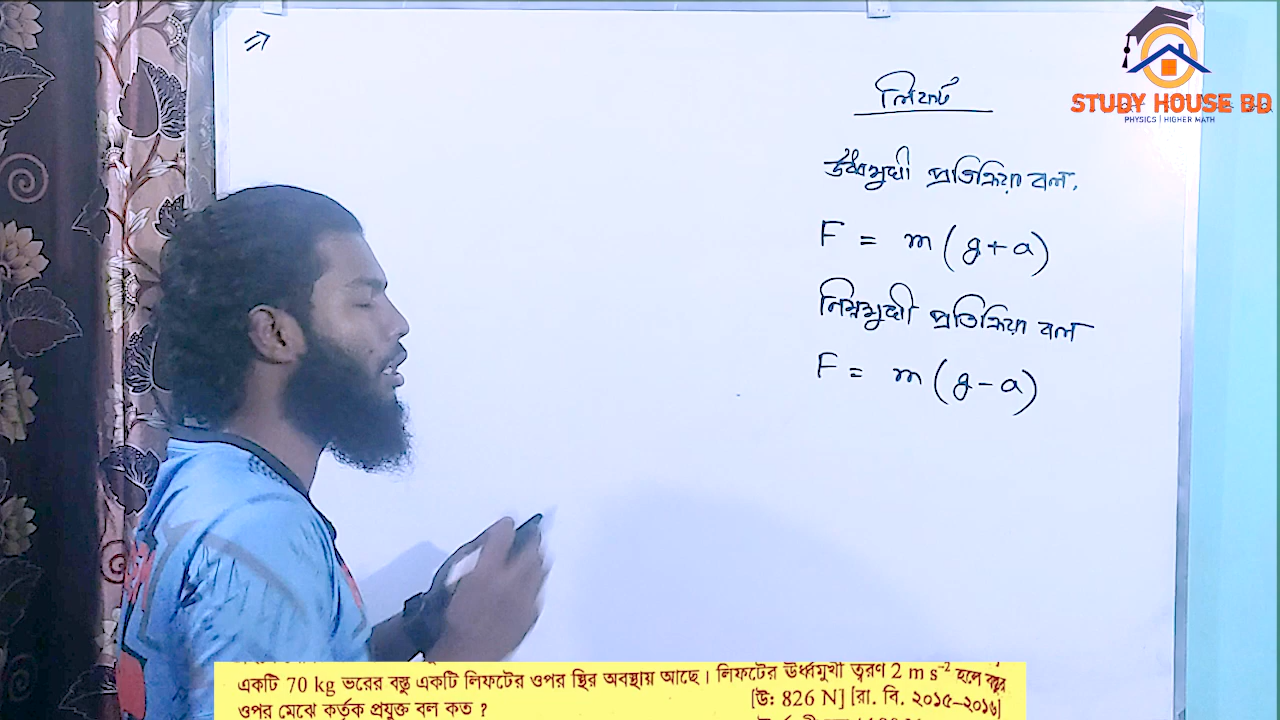 ⇒
লিফট
ঊর্ধ্বমুখী প্রতিক্রিয়া বল,
F = m(g+a)
নিম্নমুখী প্রতিক্রিয়া বল
F = m(g-a)
STUDY HOUSE BD
PHYSICS | HIGHER MATH
একটি 70 kg ভরের বস্তু একটি লিফটের ওপর স্থির অবস্থায় আছে। লিফটের ঊর্ধ্বমুখী ত্বরণ 2 m s⁻² হলে বস্তুর
ওপর মেঝে কর্তৃক প্রযুক্ত বল কত ? [উ: 826 N] [রা. বি. ২০১৫–২০১৬]